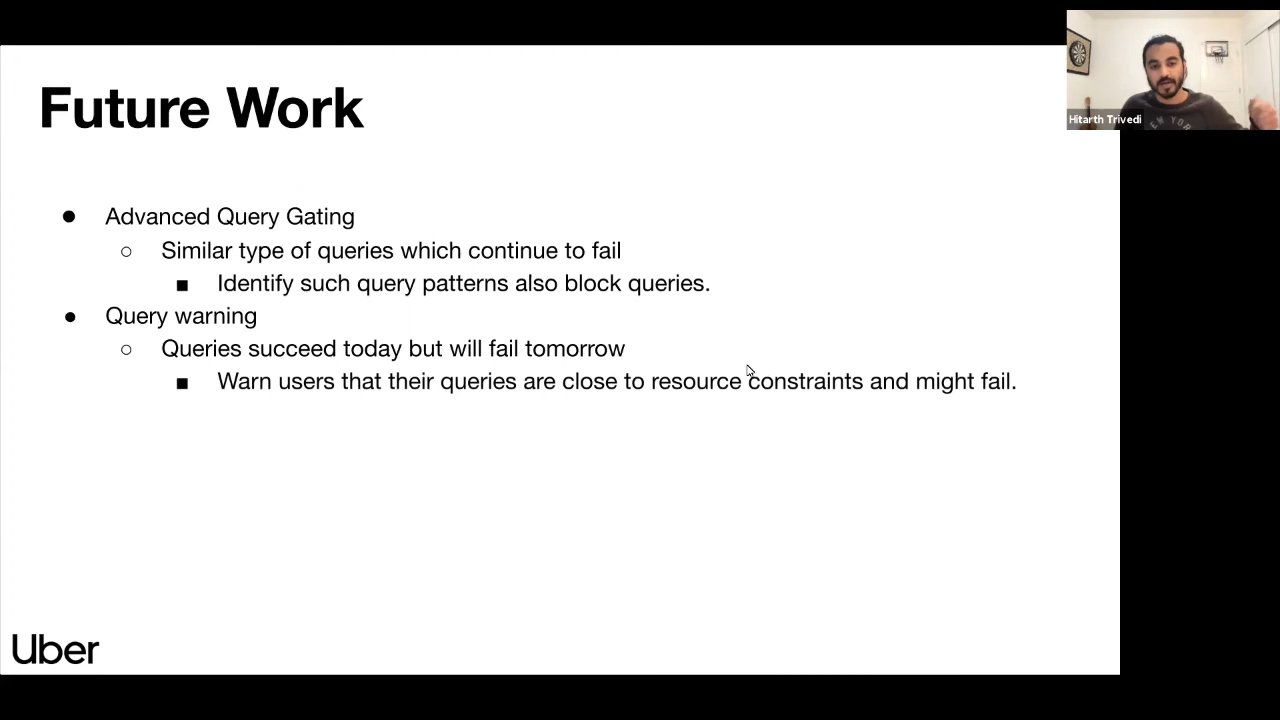 Future Work
Hitarth Trivedi
NEW YOR
● Advanced Query Gating
○ Similar type of queries which continue to fail
■ Identify such query patterns also block queries.
● Query warning
○ Queries succeed today but will fail tomorrow
■ Warn users that their queries are close to resource constraints and might fail.
Uber